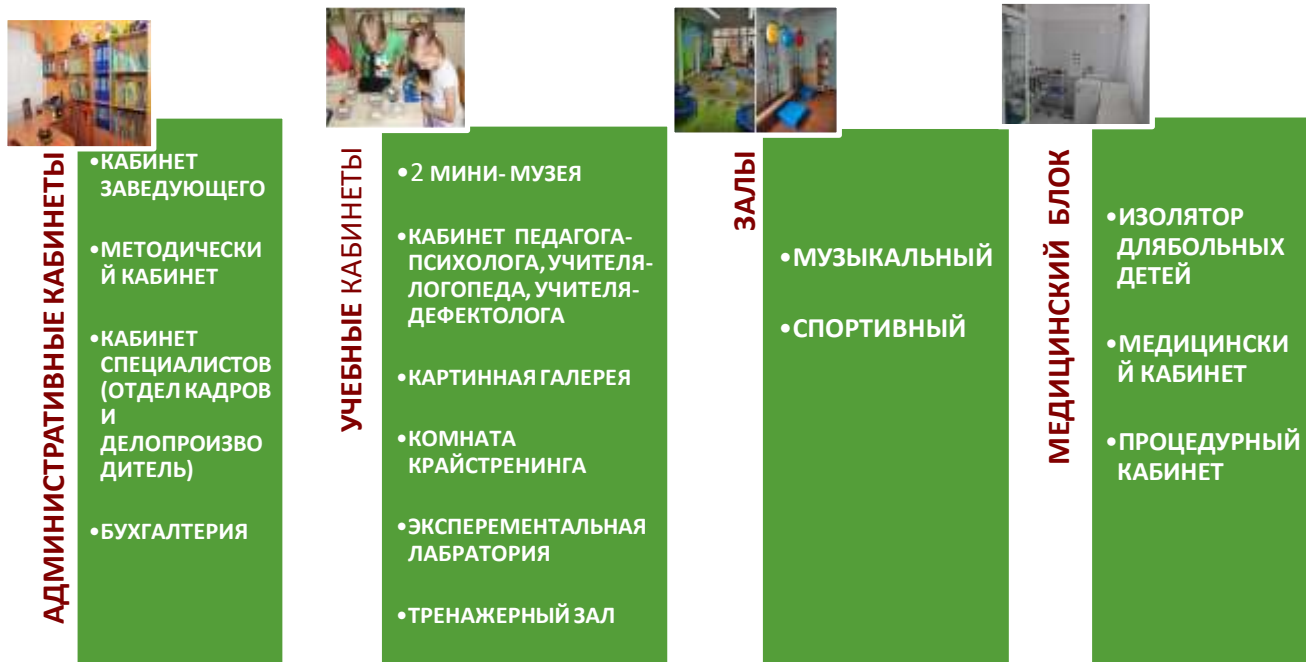 АДМИНИСТРАТИВНЫЕ КАБИНЕТЫ
•КАБИНЕТ
ЗАВЕДУЮЩЕГО
•МЕТОДИЧЕСКИ
Й КАБИНЕТ
•КАБИНЕТ
СПЕЦИАЛИСТОВ
(ОТДЕЛ КАДРОВ
И
ДЕЛОПРОИЗВО
ДИТЕЛЬ)
•БУХГАЛТЕРИЯ
УЧЕБНЫЕ КАБИНЕТЫ
•2 МИНИ- МУЗЕЯ
•КАБИНЕТ ПЕДАГОГА-
ПСИХОЛОГА, УЧИТЕЛЯ-
ЛОГОПЕДА, УЧИТЕЛЯ-
ДЕФЕКТОЛОГА
•КАРТИННАЯ ГАЛЕРЕЯ
•КОМНАТА
КРАЙСТРЕНИНГА
•ЭКСПЕРЕМЕНТАЛЬНАЯ
ЛАБРАТОРИЯ
•ТРЕНАЖЕРНЫЙ ЗАЛ
ЗАЛЫ
•МУЗЫКАЛЬНЫЙ
•СПОРТИВНЫЙ
МЕДИЦИНСКИЙ БЛОК
•ИЗОЛЯТОР
ДЛЯБОЛЬНЫХ
ДЕТЕЙ
•МЕДИЦИНСКИ
Й КАБИНЕТ
•ПРОЦЕДУРНЫЙ
КАБИНЕТ